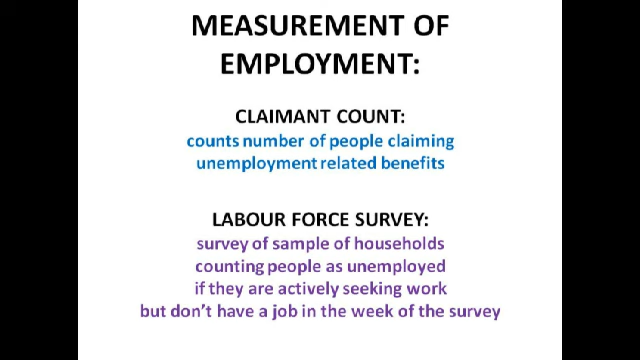 MEASUREMENT OF
EMPLOYMENT:
CLAIMANT COUNT:
counts number of people claiming
unemployment related benefits
LABOUR FORCE SURVEY:
survey of sample of households
counting people as unemployed
if they are actively seeking work
but don't have a job in the week of the survey